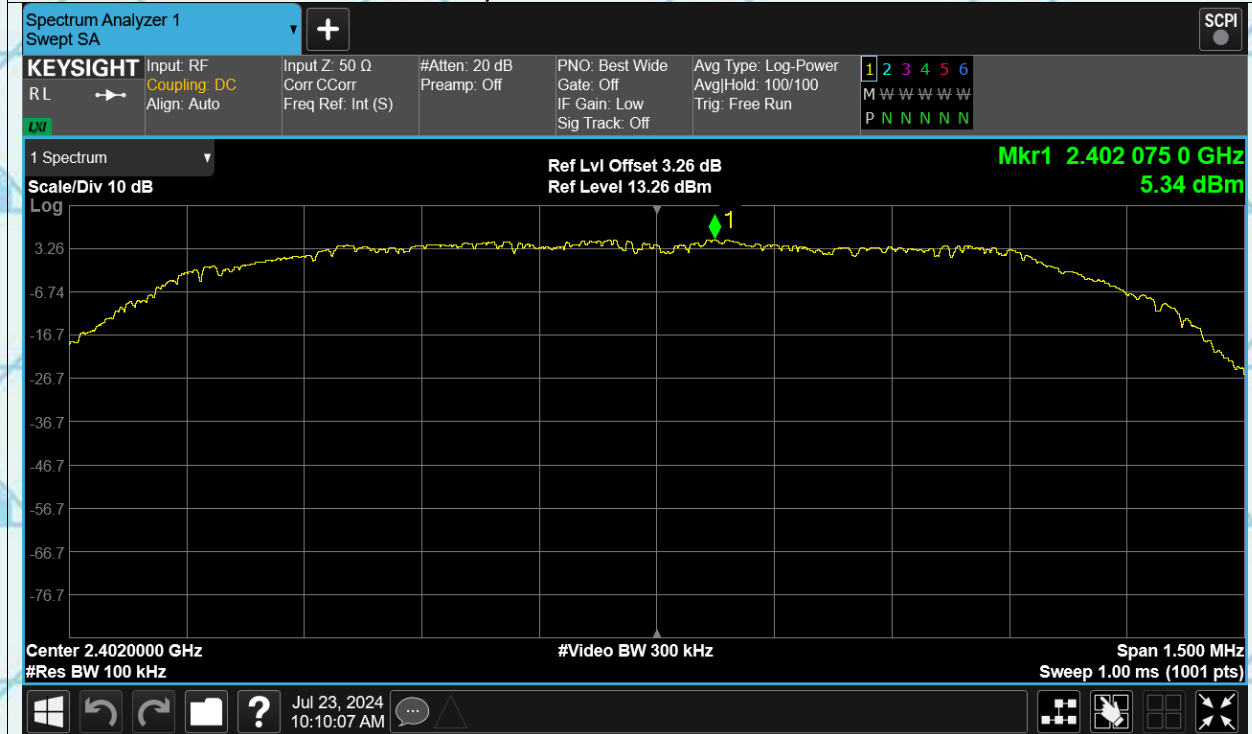 Spectrum Analyzer 1
Swept SA
▼
+
SCPI
KEYSIGHT
R L
LXI
Input: RF
Coupling: DC
Align: Auto
Input Z: 50 Ω
Corr CCorr
Freq Ref: Int (S)
#Atten: 20 dB
Preamp: Off
PNO: Best Wide
Gate: Off
IF Gain: Low
Sig Track: Off
Avg Type: Log-Power
Avg|Hold: 100/100
Trig: Free Run
1 2 3 4 5 6
M W W W W W
P N N N N N
1 Spectrum ▼
Scale/Div 10 dB
Log
Ref Lvl Offset 3.26 dB
Ref Level 13.26 dBm
Mkr1 2.402 075 0 GHz
5.34 dBm
1
3.26
-6.74
-16.7
-26.7
-36.7
-46.7
-56.7
-66.7
-76.7
Center 2.4020000 GHz
#Res BW 100 kHz
#Video BW 300 kHz
Span 1.500 MHz
Sweep 1.00 ms (1001 pts)
?
Jul 23, 2024
10:10:07 AM